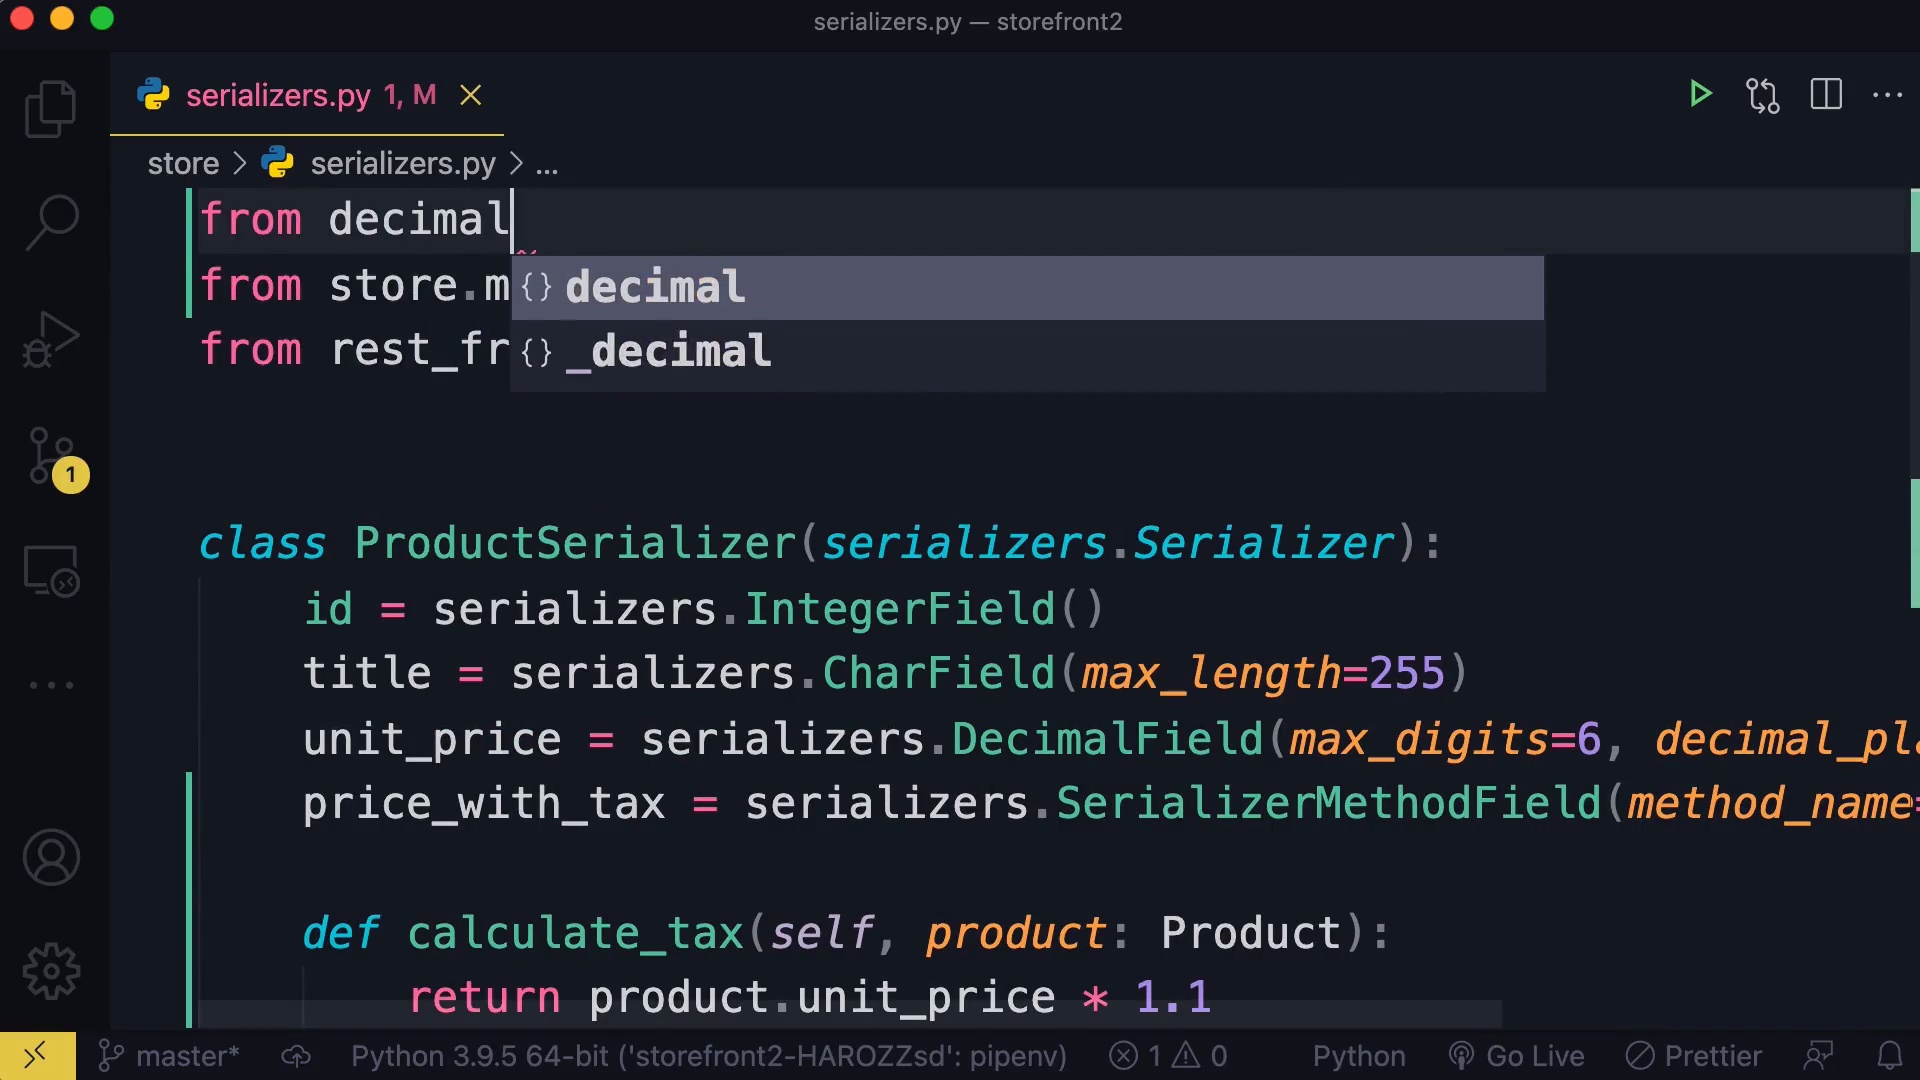 serializers.py — storefront2
serializers.py 1, M
store > serializers.py > ...
from decimal
from store.m
from rest_fr
decimal
_decimal
class ProductSerializer(serializers.Serializer):
id = serializers.IntegerField()
title = serializers.CharField(max_length=255)
unit_price = serializers.DecimalField(max_digits=6, decimal_pl
price_with_tax = serializers.SerializerMethodField(method_name=
def calculate_tax(self, product: Product):
return product.unit_price * 1.1
1
master* Python 3.9.5 64-bit ('storefront2-HAROZZsd': pipenv) 1 0 Python Go Live Prettier